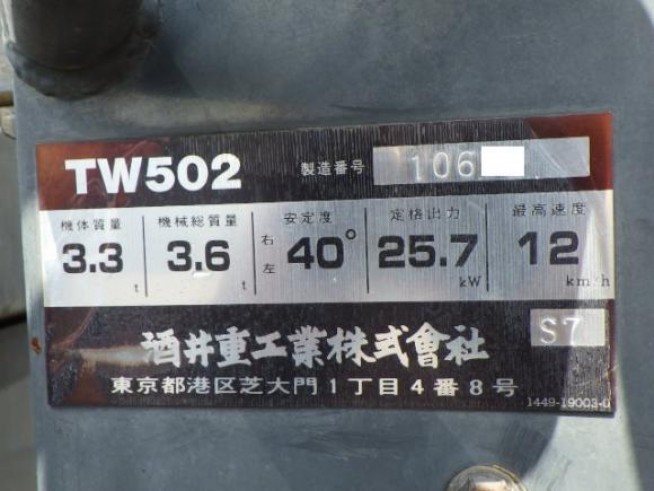 TW502 製造番号 106
機体質量 機械総質量 安定度 定格出力 最高速度
3.3 t 3.6 t 右左 40° 25.7 kW 12 km/h
S7
酒井重工業株式會社
東京都港区芝大門1丁目4番8号
1449-19003-0